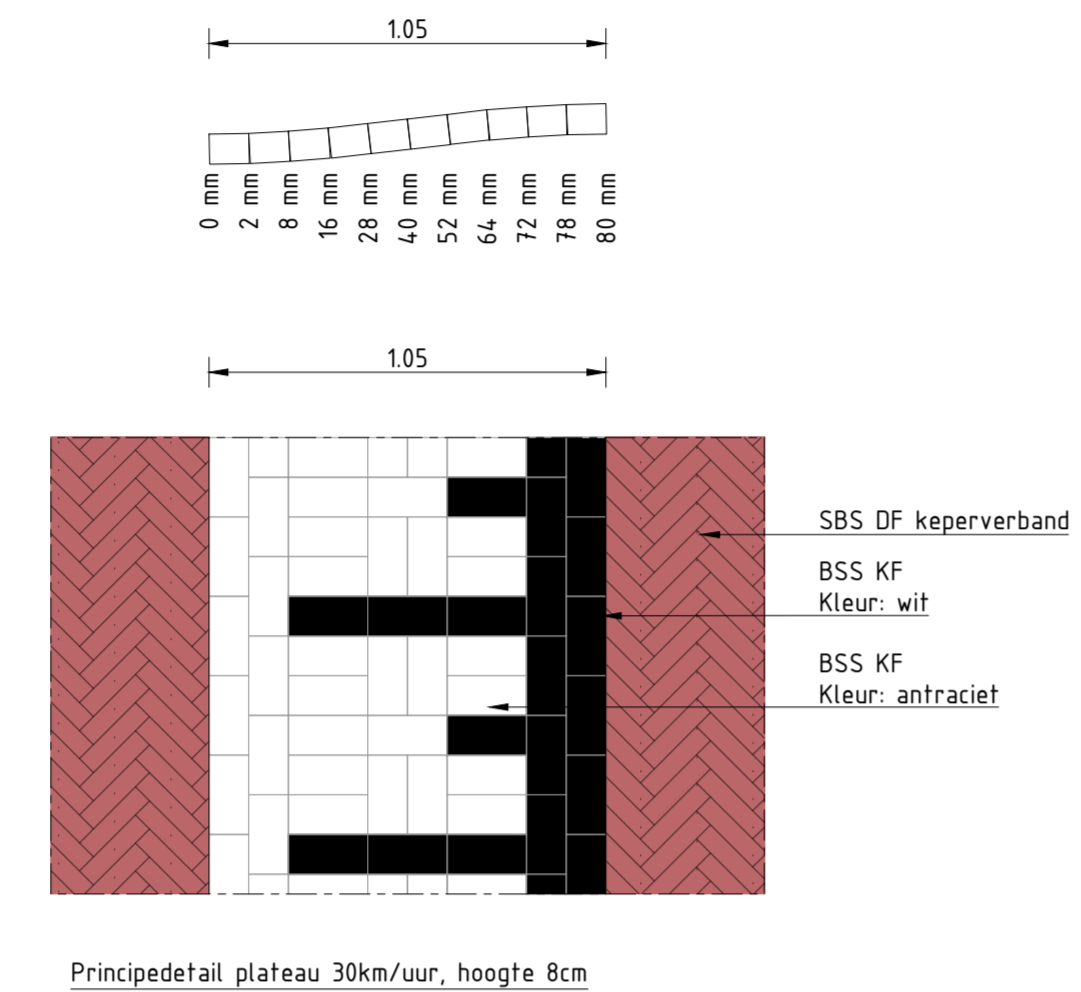 1.05
0 mm
2 mm
8 mm
16 mm
28 mm
40 mm
52 mm
64 mm
72 mm
78 mm
80 mm
1.05
SBS DF keperverband
BSS KF
Kleur: wit
BSS KF
Kleur: antraciet
Principedetail plateau 30km/uur, hoogte 8cm